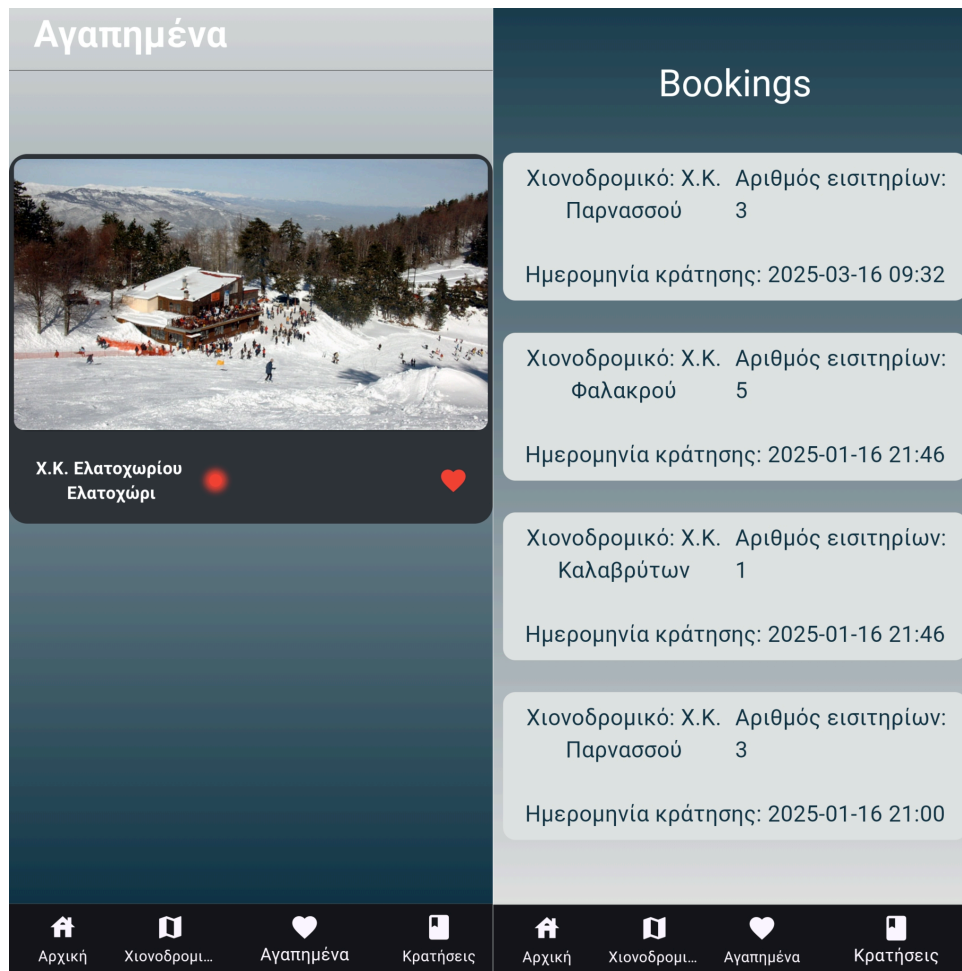 Αγαπημένα
Χ.Κ. Ελατοχωρίου
Ελατοχώρι
Αρχική
Χιονοδρομι...
Αγαπημένα
Κρατήσεις
Bookings
Χιονοδρομικό: Χ.Κ. Αριθμός εισιτηρίων:
Παρνασσού 3
Ημερομηνία κράτησης: 2025-03-16 09:32
Χιονοδρομικό: Χ.Κ. Αριθμός εισιτηρίων:
Φαλακρού 5
Ημερομηνία κράτησης: 2025-01-16 21:46
Χιονοδρομικό: Χ.Κ. Αριθμός εισιτηρίων:
Καλαβρύτων 1
Ημερομηνία κράτησης: 2025-01-16 21:46
Χιονοδρομικό: Χ.Κ. Αριθμός εισιτηρίων:
Παρνασσού 3
Ημερομηνία κράτησης: 2025-01-16 21:00
Αρχική
Χιονοδρομι...
Αγαπημένα
Κρατήσεις